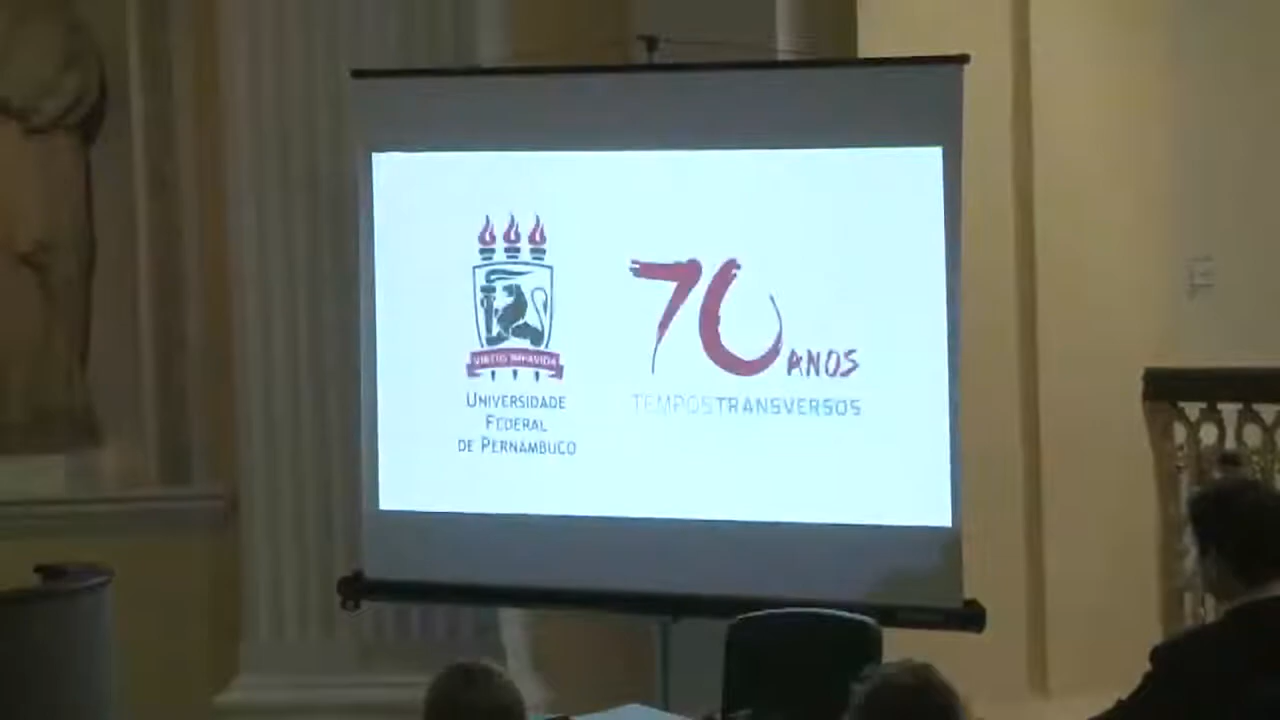 VIRTUS IMPAVIDA
UNIVERSIDADE
FEDERAL
DE PERNAMBUCO
70 ANOS
TEMPOSTRANSVERSOS